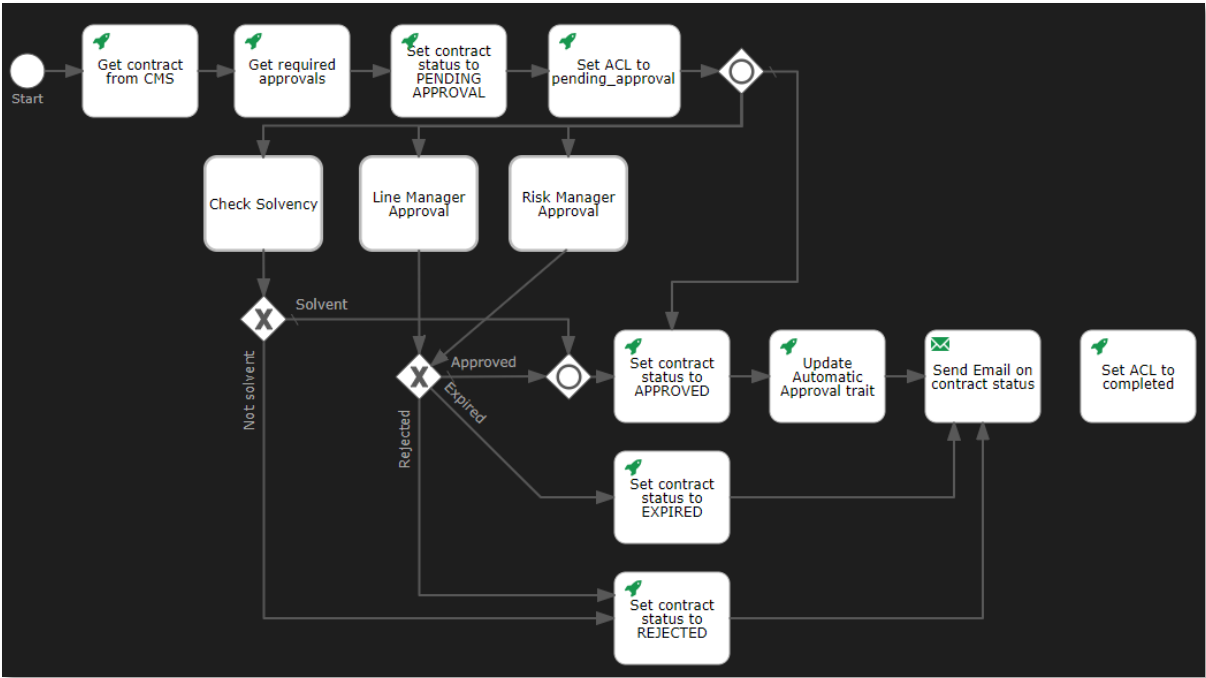 Start
Get contract
from CMS
Get required
approvals
Set contract
status to
PENDING
APPROVAL
Set ACL to
pending_approval
Check Solvency
Line Manager
Approval
Risk Manager
Approval
X
Solvent
Not solvent
X
Approved
Expired
Rejected
Set contract
status to
APPROVED
Update
Automatic
Approval trait
Send Email on
contract status
Set ACL to
completed
Set contract
status to
EXPIRED
Set contract
status to
REJECTED